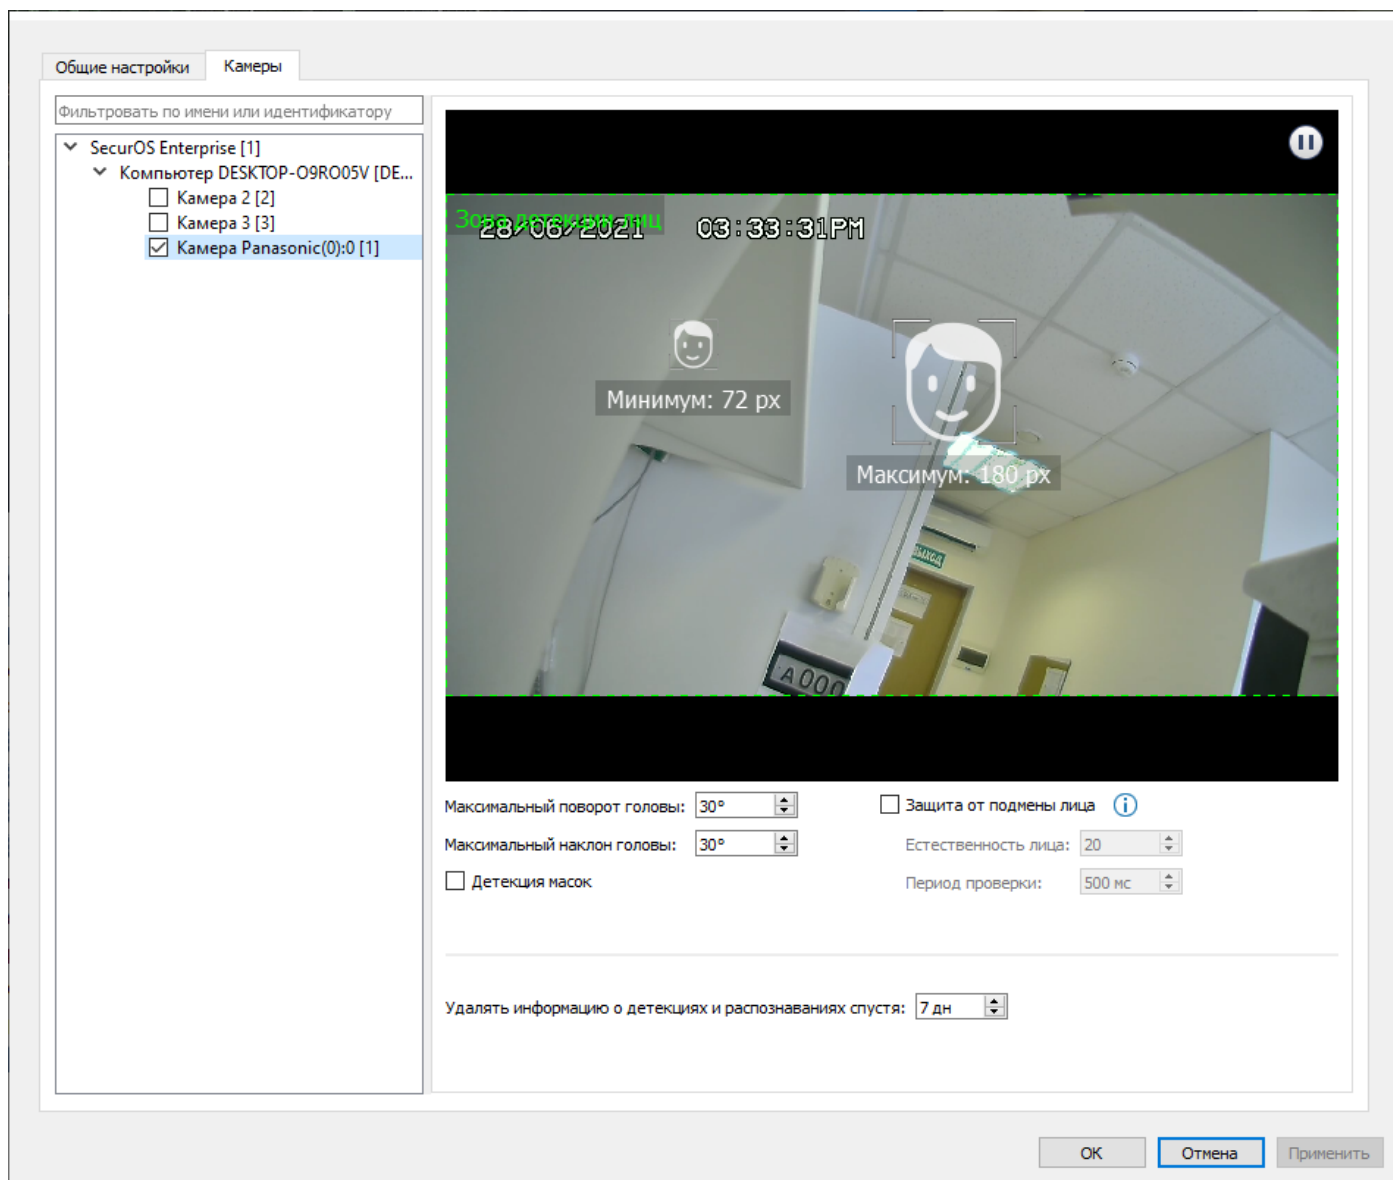 Общие настройки
Камеры
Фильтровать по имени или идентификатору
SecurOS Enterprise [1]
Компьютер DESKTOP-O9RO05V [DE...
Камера 2 [2]
Камера 3 [3]
Камера Panasonic(0):0 [1]
Зона детекции лиц
28/06/2021 03:33:31PM
Минимум: 72 px
Максимум: 180 px
ВЫХОД
A000
Максимальный поворот головы: 30°
Защита от подмены лица
Максимальный наклон головы: 30°
Естественность лица: 20
Детекция масок
Период проверки: 500 мс
Удалять информацию о детекциях и распознаваниях спустя: 7 дн
ОК
Отмена
Применить